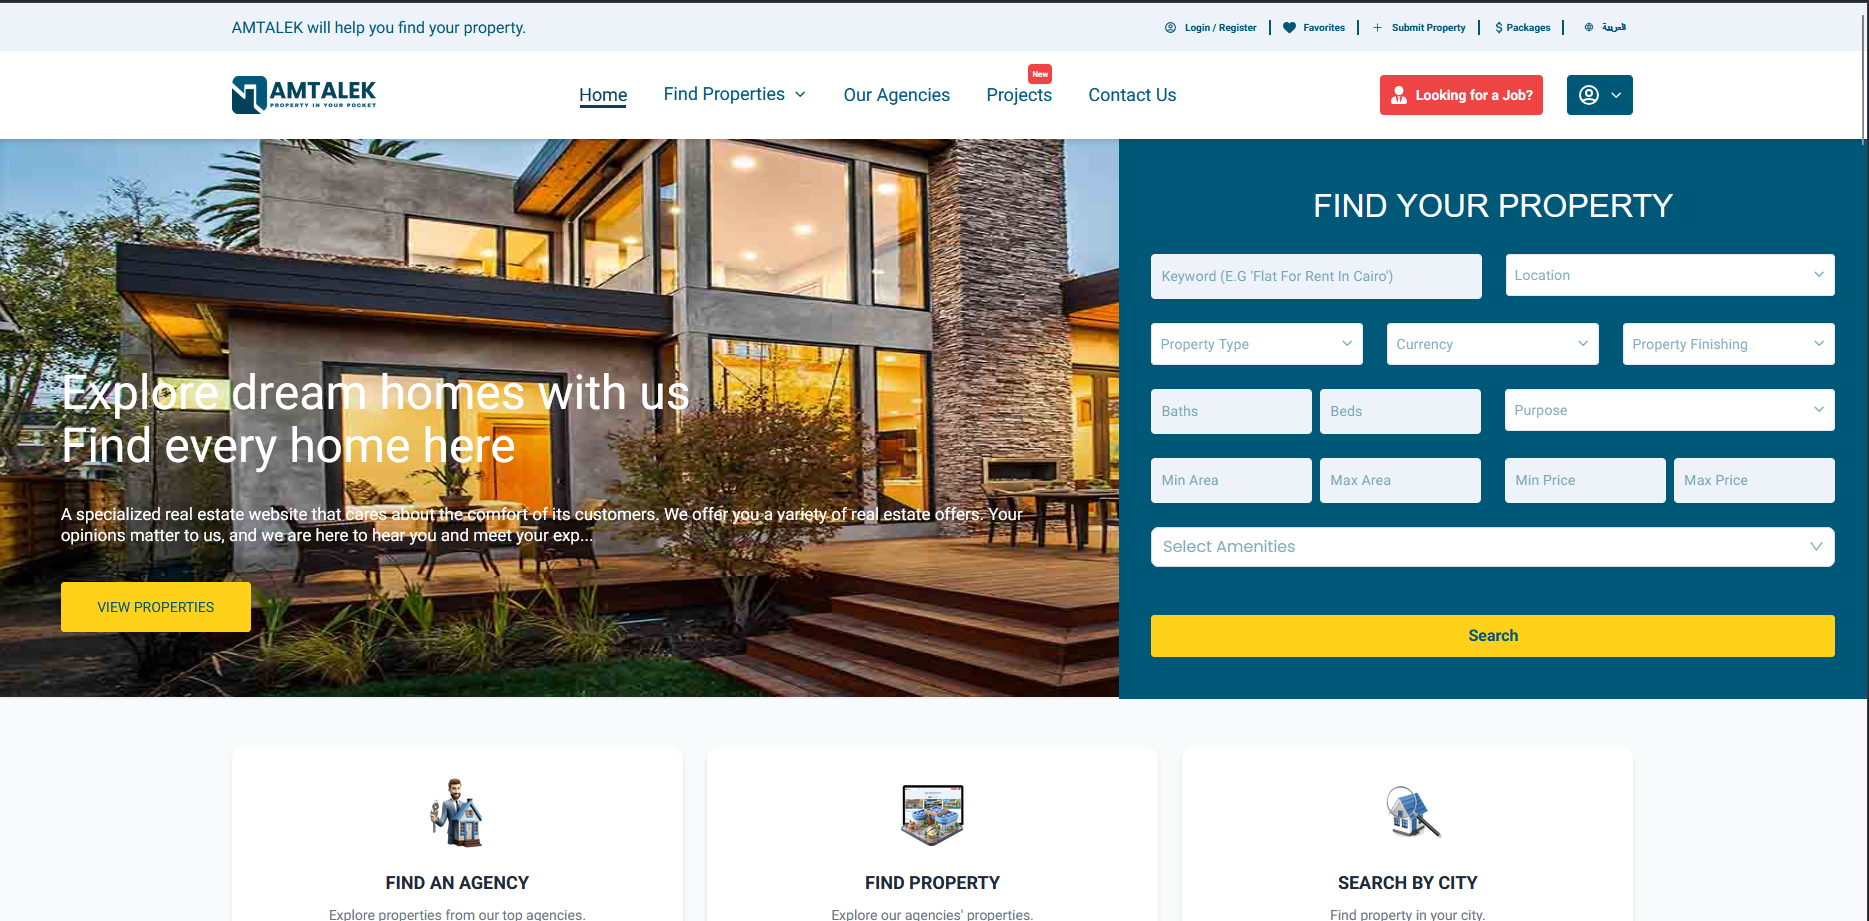 AMTALEK will help you find your property.
Login / Register
Favorites
Submit Property
$ Packages
العربية
AMTALEK
PROPERTY IN YOUR POCKET
Home
Find Properties
Our Agencies
New
Projects
Contact Us
Looking for a Job?
Explore dream homes with us
Find every home here
A specialized real estate website that cares about the comfort of its customers. We offer you a variety of real estate offers. Your
opinions matter to us, and we are here to hear you and meet your exp...
VIEW PROPERTIES
FIND YOUR PROPERTY
Keyword (E.G 'Flat For Rent In Cairo')
Location
Property Type
Currency
Property Finishing
Baths
Beds
Purpose
Min Area
Max Area
Min Price
Max Price
Select Amenities
Search
FIND AN AGENCY
Explore properties from our top agencies.
FIND PROPERTY
Explore our agencies' properties.
SEARCH BY CITY
Find property in your city.